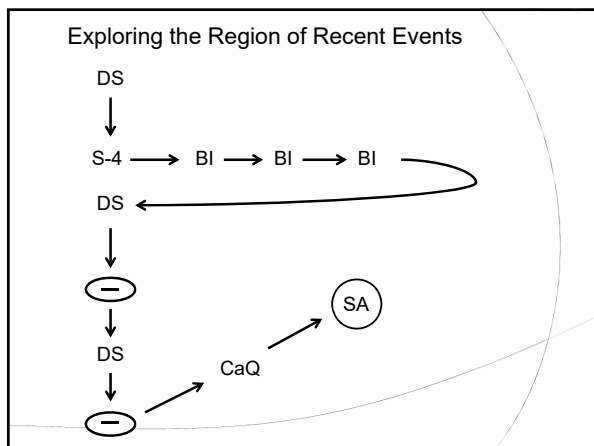 Exploring the Region of Recent Events
DS
S-4 BI BI BI
DS
–
SA
DS
CaQ
–